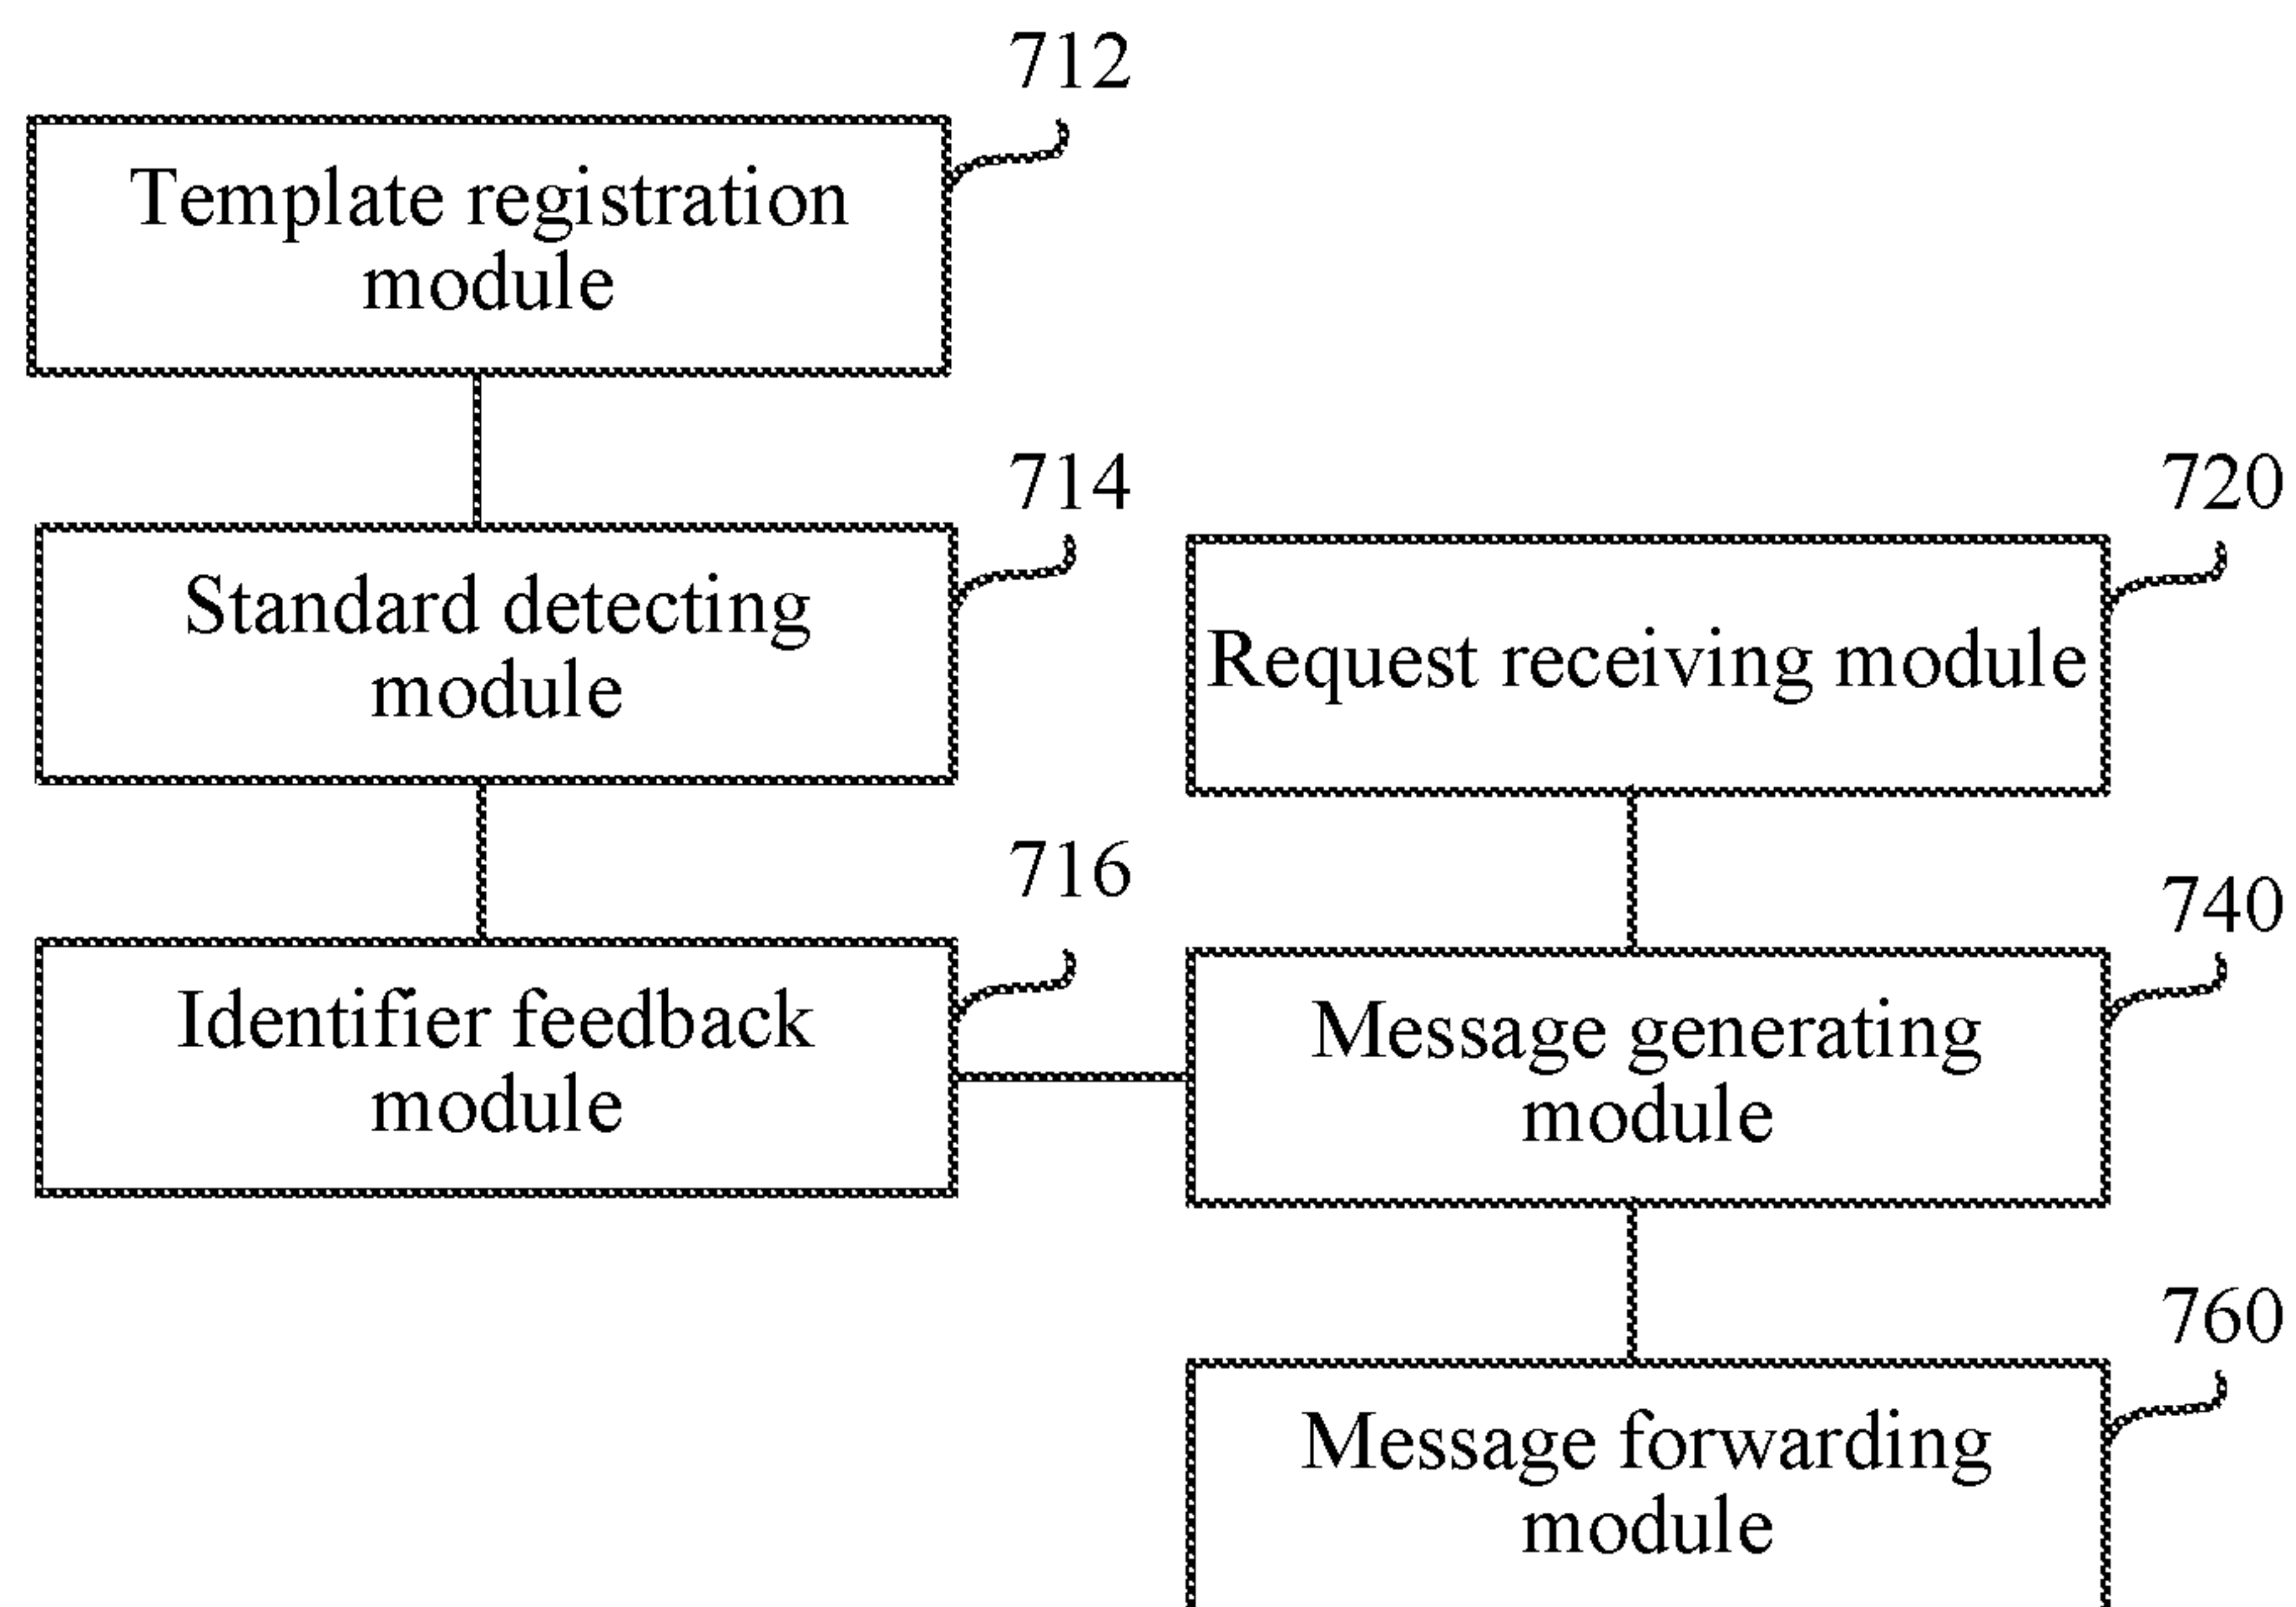 712
Template registration
module
714
Standard detecting
module
720
Request receiving module
716
Identifier feedback
module
740
Message generating
module
760
Message forwarding
module